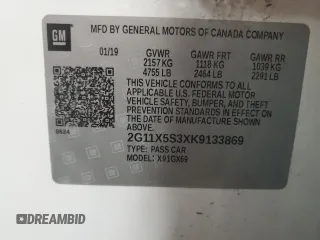 GM
MFD BY GENERAL MOTORS OF CANADA COMPANY
01/19 GVWR GAWR FRT GAWR RR
2157 KG 1118 KG 1039 KG
4755 LB 2464 LB 2291 LB
THIS VEHICLE CONFORMS TO ALL APPLICABLE
U.S. FEDERAL MOTOR VEHICLE
SAFETY, BUMPER, AND THEFT
PREVENTION STANDARDS IN EFFECT
ON THE DATE OF MANUFACTURE
SHOWN ABOVE.
2G11X5S3XK9133869
TYPE: PASS CAR
MODEL:
DREAMBID